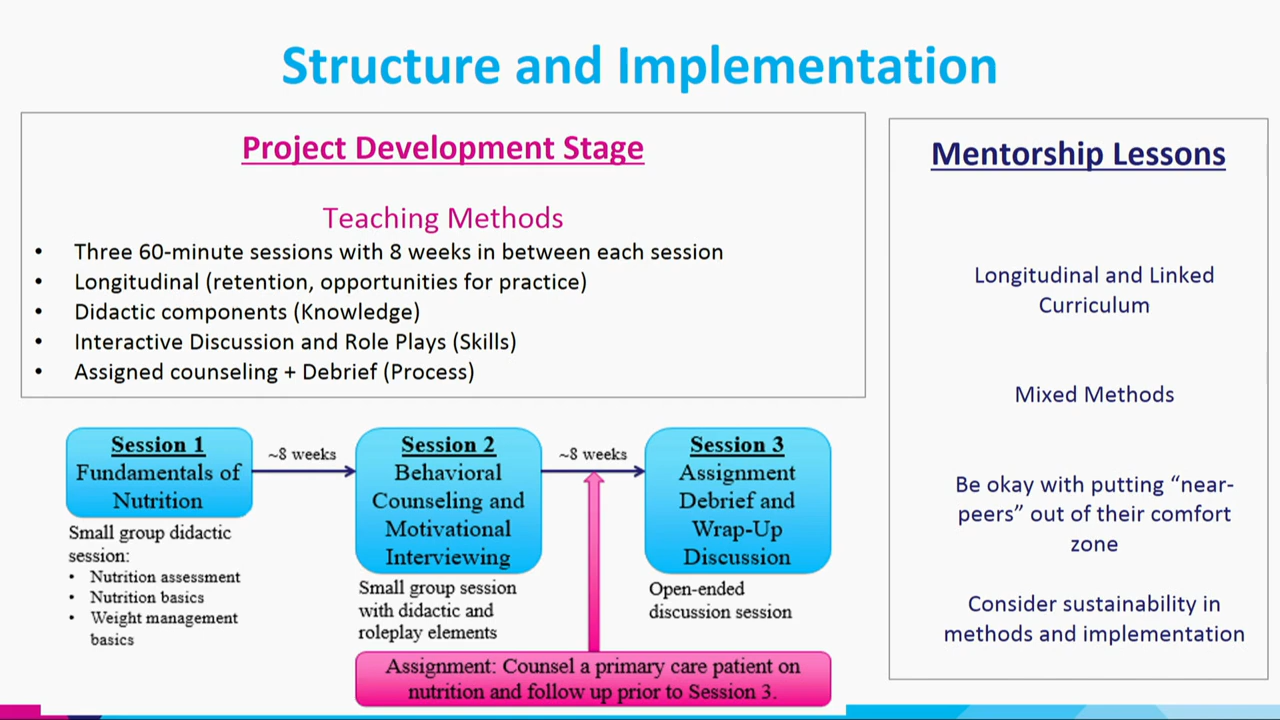 Structure and Implementation
Project Development Stage
Teaching Methods
• Three 60-minute sessions with 8 weeks in between each session
• Longitudinal (retention, opportunities for practice)
• Didactic components (Knowledge)
• Interactive Discussion and Role Plays (Skills)
• Assigned counseling + Debrief (Process)
Session 1
Fundamentals of
Nutrition
Small group didactic
session:
• Nutrition assessment
• Nutrition basics
• Weight management
basics
~8 weeks
Session 2
Behavioral
Counseling and
Motivational
Interviewing
Small group session
with didactic and
roleplay elements
~8 weeks
Session 3
Assignment
Debrief and
Wrap-Up
Discussion
Open-ended
discussion session
Assignment: Counsel a primary care patient on
nutrition and follow up prior to Session 3.
Mentorship Lessons
Longitudinal and Linked
Curriculum
Mixed Methods
Be okay with putting “near-
peers” out of their comfort
zone
Consider sustainability in
methods and implementation